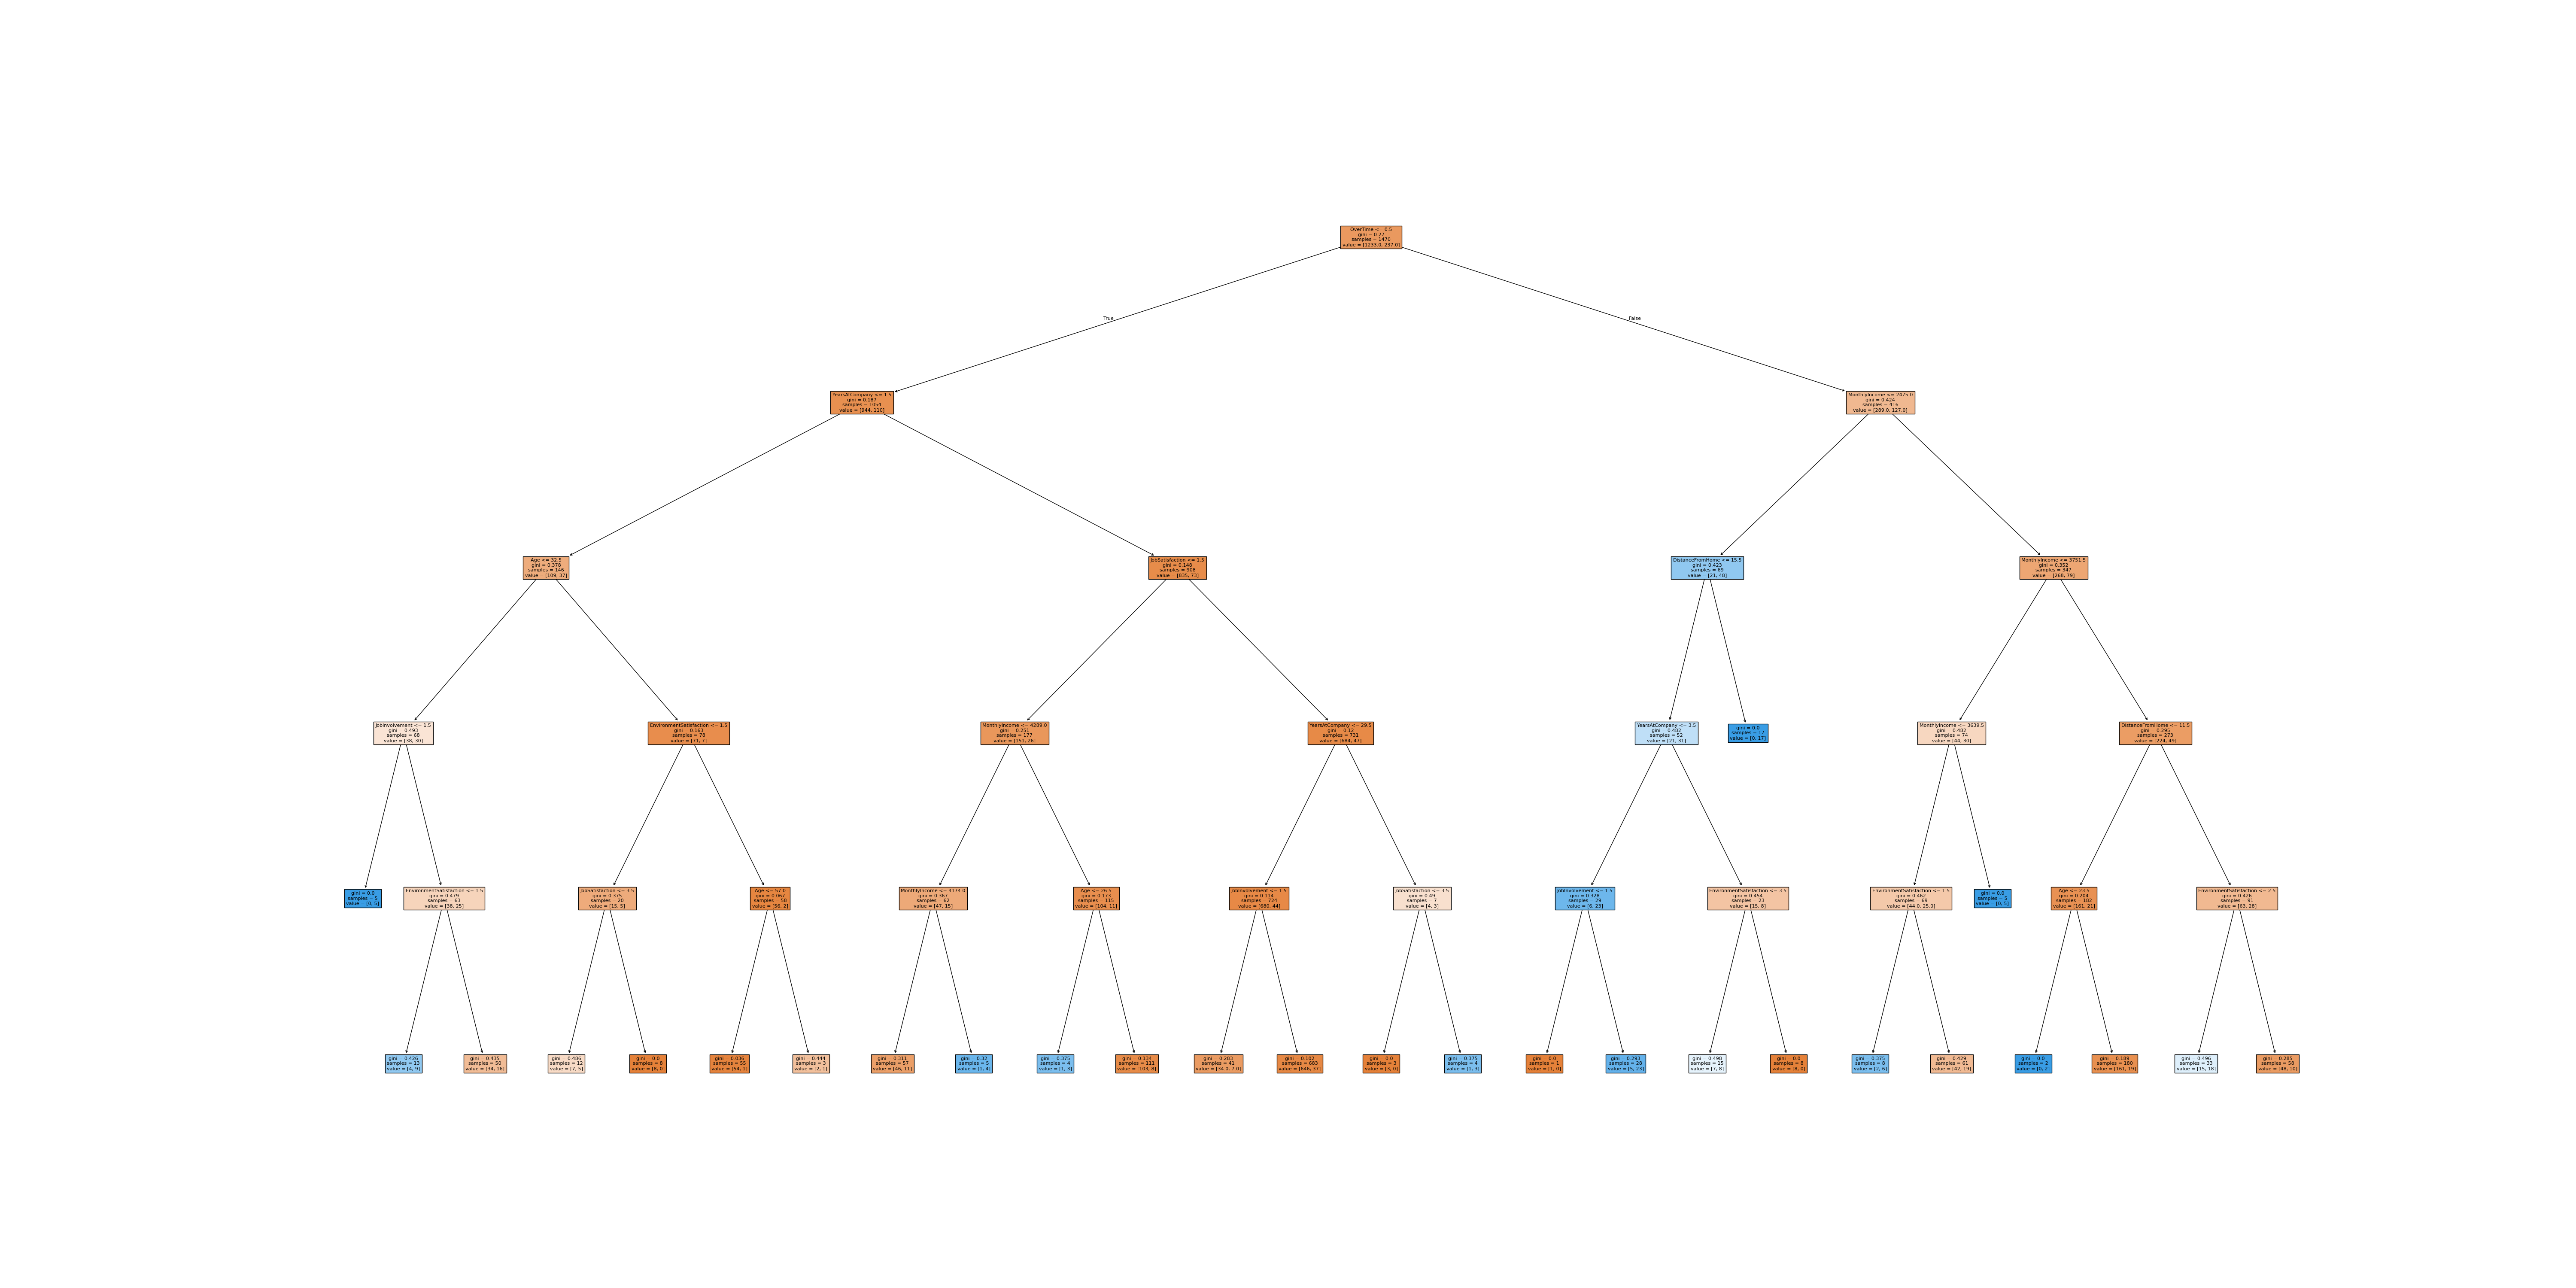 OverTime <= 0.5
gini = 0.27
samples = 1470
value = [1233.0, 237.0]
True
False
YearsAtCompany <= 1.5
gini = 0.187
samples = 1054
value = [944, 110]
MonthlyIncome <= 2475.0
gini = 0.424
samples = 416
value = [289.0, 127.0]
Age <= 32.5
gini = 0.378
samples = 146
value = [109, 37]
JobSatisfaction <= 1.5
gini = 0.148
samples = 908
value = [835, 73]
DistanceFromHome <= 15.5
gini = 0.423
samples = 69
value = [21, 48]
MonthlyIncome <= 3751.5
gini = 0.352
samples = 347
value = [268, 79]
JobInvolvement <= 1.5
gini = 0.493
samples = 68
value = [38, 30]
EnvironmentSatisfaction <= 1.5
gini = 0.163
samples = 78
value = [71, 7]
MonthlyIncome <= 4289.0
gini = 0.251
samples = 177
value = [151, 26]
YearsAtCompany <= 29.5
gini = 0.12
samples = 731
value = [684, 47]
YearsAtCompany <= 3.5
gini = 0.482
samples = 52
value = [21, 31]
gini = 0.0
samples = 17
value = [0, 17]
MonthlyIncome <= 3639.5
gini = 0.482
samples = 74
value = [44, 30]
DistanceFromHome <= 11.5
gini = 0.295
samples = 273
value = [224, 49]
gini = 0.0
samples = 5
value = [0, 5]
EnvironmentSatisfaction <= 1.5
gini = 0.479
samples = 63
value = [38, 25]
JobSatisfaction <= 3.5
gini = 0.375
samples = 20
value = [15, 5]
Age <= 57.0
gini = 0.067
samples = 58
value = [56, 2]
MonthlyIncome <= 4174.0
gini = 0.367
samples = 62
value = [47, 15]
Age <= 26.5
gini = 0.173
samples = 115
value = [104, 11]
JobInvolvement <= 1.5
gini = 0.114
samples = 724
value = [680, 44]
JobSatisfaction <= 3.5
gini = 0.49
samples = 7
value = [4, 3]
JobInvolvement <= 1.5
gini = 0.328
samples = 29
value = [6, 23]
EnvironmentSatisfaction <= 3.5
gini = 0.454
samples = 23
value = [15, 8]
EnvironmentSatisfaction <= 1.5
gini = 0.462
samples = 69
value = [44.0, 25.0]
gini = 0.0
samples = 5
value = [0, 5]
Age <= 23.5
gini = 0.204
samples = 182
value = [161, 21]
EnvironmentSatisfaction <= 2.5
gini = 0.426
samples = 91
value = [63, 28]
gini = 0.426
samples = 13
value = [4, 9]
gini = 0.435
samples = 50
value = [34, 16]
gini = 0.486
samples = 12
value = [7, 5]
gini = 0.0
samples = 8
value = [8, 0]
gini = 0.036
samples = 55
value = [54, 1]
gini = 0.444
samples = 3
value = [2, 1]
gini = 0.311
samples = 57
value = [46, 11]
gini = 0.32
samples = 5
value = [1, 4]
gini = 0.375
samples = 4
value = [1, 3]
gini = 0.134
samples = 111
value = [103, 8]
gini = 0.283
samples = 41
value = [34.0, 7.0]
gini = 0.102
samples = 683
value = [646, 37]
gini = 0.0
samples = 3
value = [3, 0]
gini = 0.375
samples = 4
value = [1, 3]
gini = 0.0
samples = 1
value = [1, 0]
gini = 0.293
samples = 28
value = [5, 23]
gini = 0.498
samples = 15
value = [7, 8]
gini = 0.0
samples = 8
value = [8, 0]
gini = 0.375
samples = 8
value = [2, 6]
gini = 0.429
samples = 61
value = [42, 19]
gini = 0.0
samples = 2
value = [0, 2]
gini = 0.189
samples = 180
value = [161, 19]
gini = 0.496
samples = 33
value = [15, 18]
gini = 0.285
samples = 58
value = [48, 10]